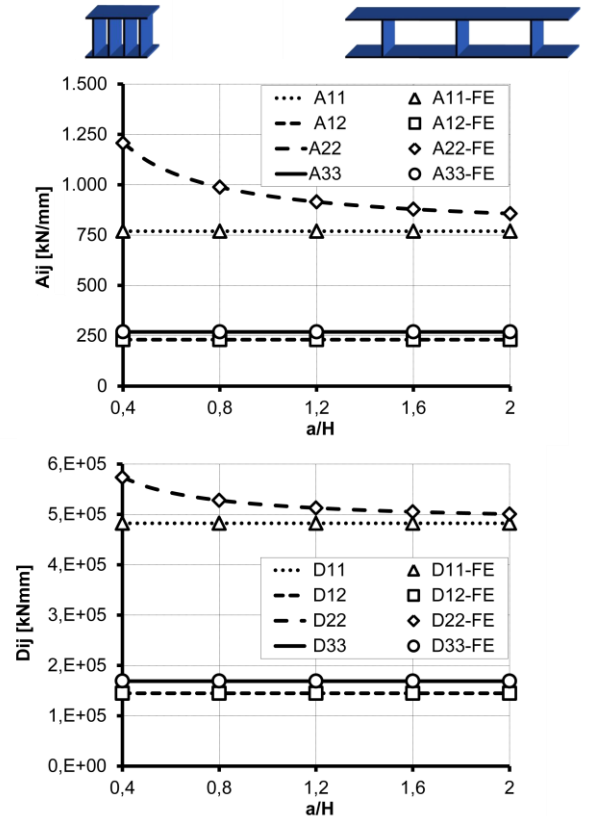 1.500
1.250
1.000
750
500
250
0
Aij [kN/mm]
A11 A11-FE
A12 A12-FE
A22 A22-FE
A33 A33-FE
0,4 0,8 1,2 1,6 2
a/H
6,E+05
5,E+05
4,E+05
3,E+05
2,E+05
1,E+05
0,E+00
Dij [kNmm]
D11 D11-FE
D12 D12-FE
D22 D22-FE
D33 D33-FE
0,4 0,8 1,2 1,6 2
a/H